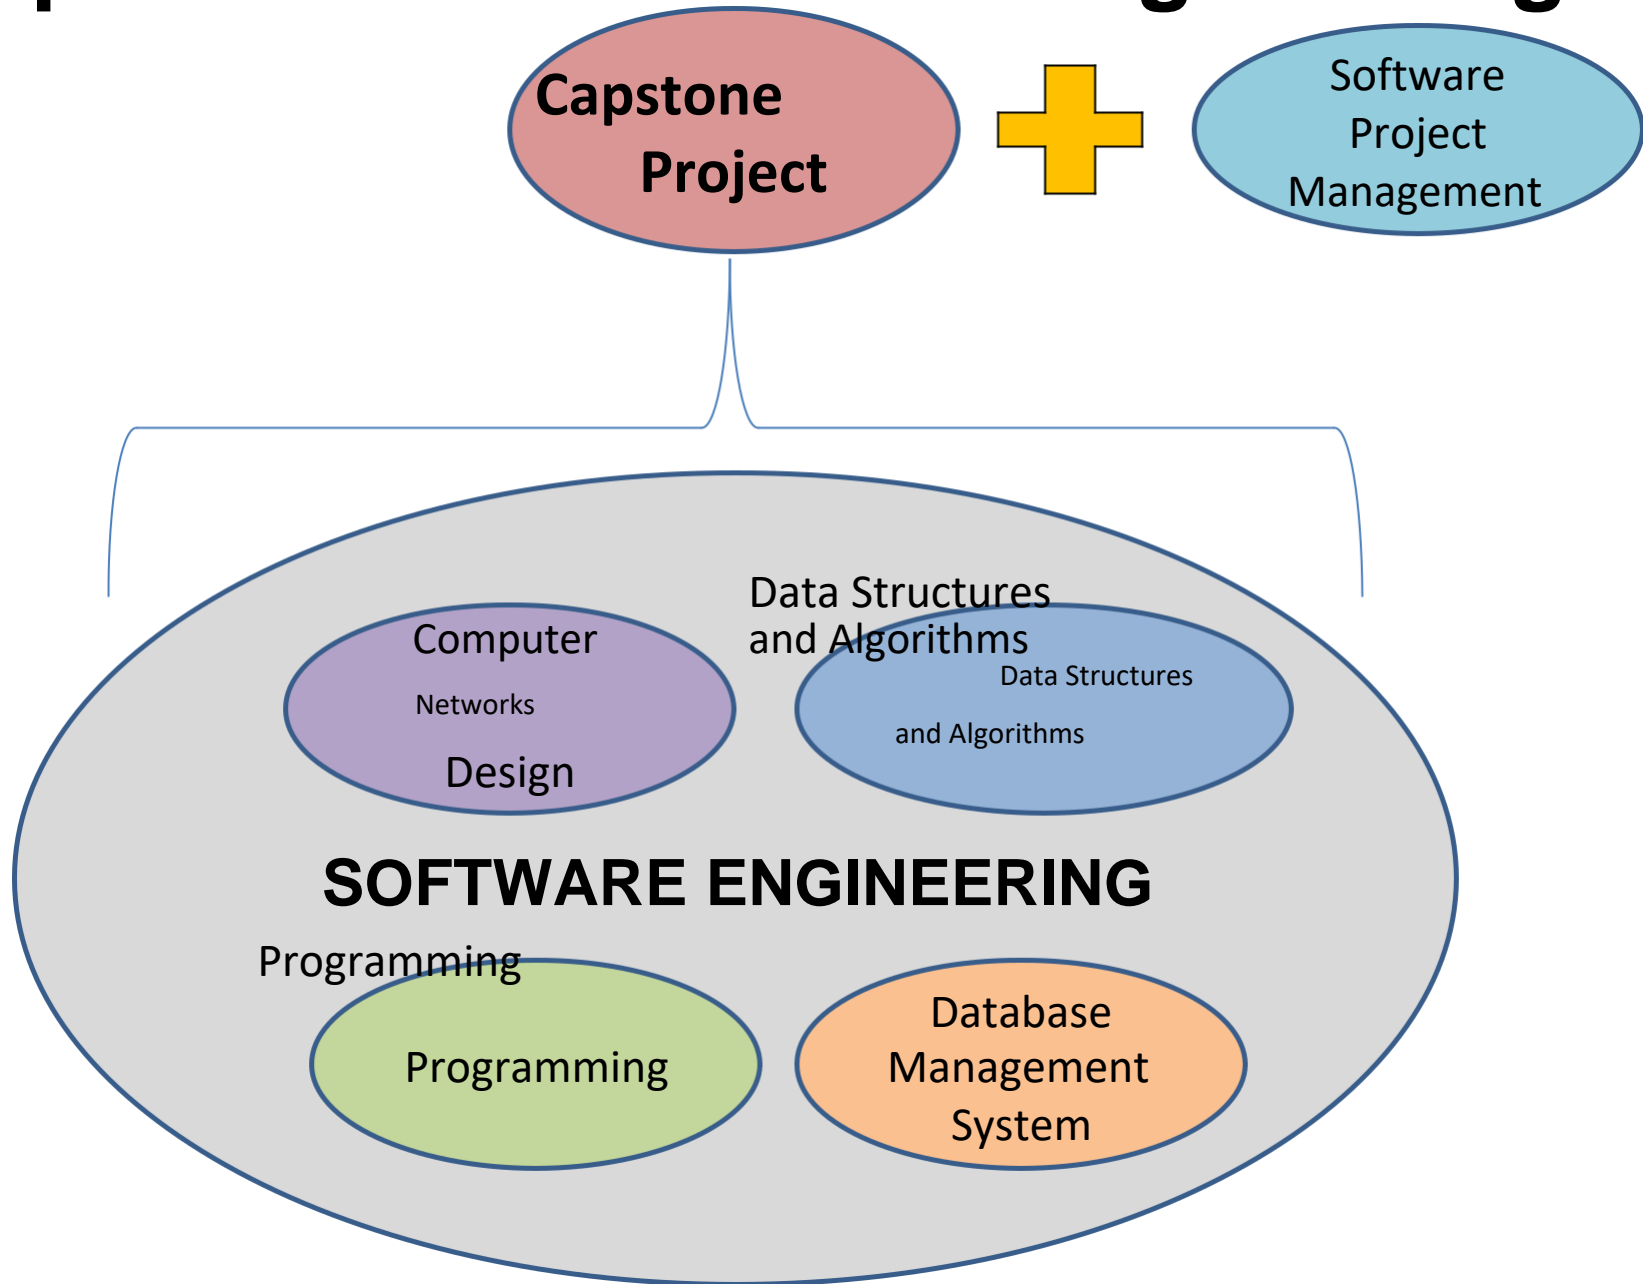 Capstone
Project
Software
Project
Management
Data Structures
and Algorithms
Computer
Networks
Design
Data Structures
and Algorithms
SOFTWARE ENGINEERING
Programming
Programming
Database
Management
System